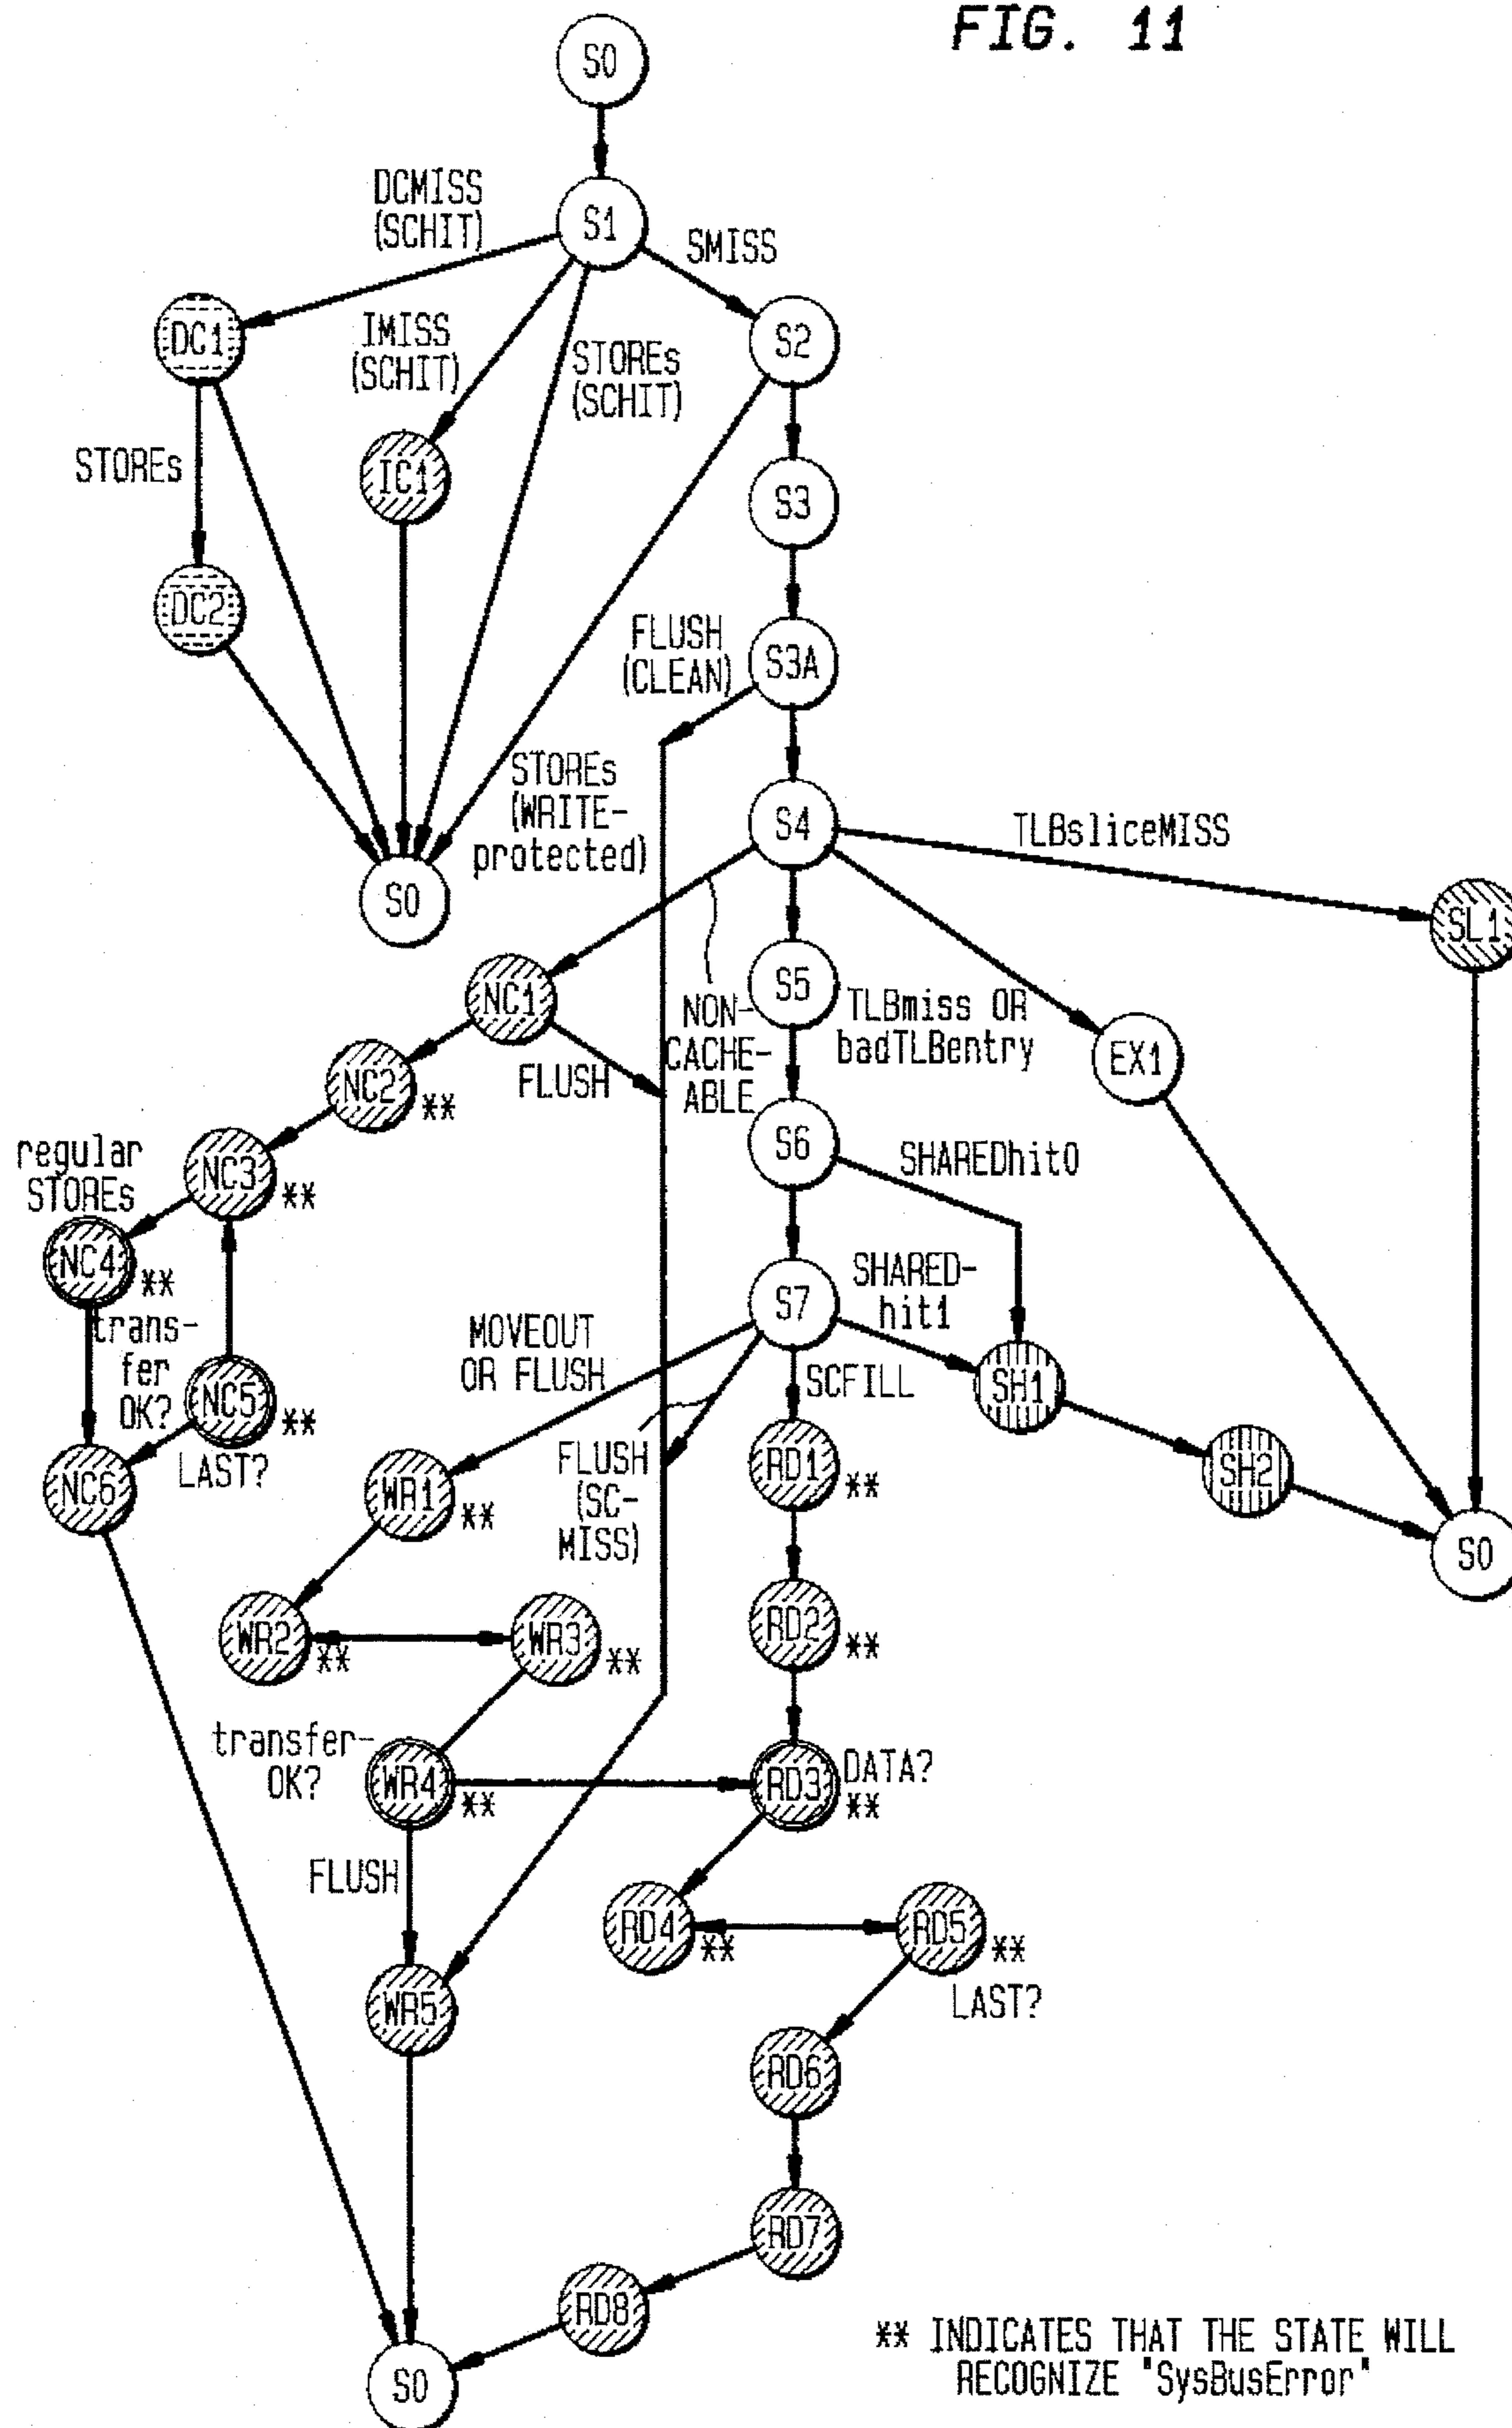 FIG. 11
S0
DCMISS
(SCHIT)
S1
SMISS
DC1
IMISS
(SCHIT)
STOREs
(SCHIT)
S2
STOREs
IC1
S3
DC2
FLUSH
(CLEAN)
S3A
STOREs
(WRITE-
protected)
S4
TLBsliceMISS
S0
SL1
NC1
NON-
CACHE-
ABLE
S5
TLBmiss OR
badTLBentry
EX1
NC2
**
FLUSH
S6
SHAREDhit0
regular
STOREs
NC3
**
NC4
**
trans-
fer
OK?
NC5
**
LAST?
NC6
MOVEOUT
OR FLUSH
S7
SHARED-
hit1
SCFILL
SH1
SH2
S0
WR1
**
FLUSH
(SC-
MISS)
RD1
**
WR2
**
WR3
**
RD2
**
transfer-
OK?
WR4
**
RD3
DATA?
**
FLUSH
RD4
**
RD5
**
LAST?
WR5
RD6
RD7
RD8
S0
** INDICATES THAT THE STATE WILL
RECOGNIZE "SysBusError"